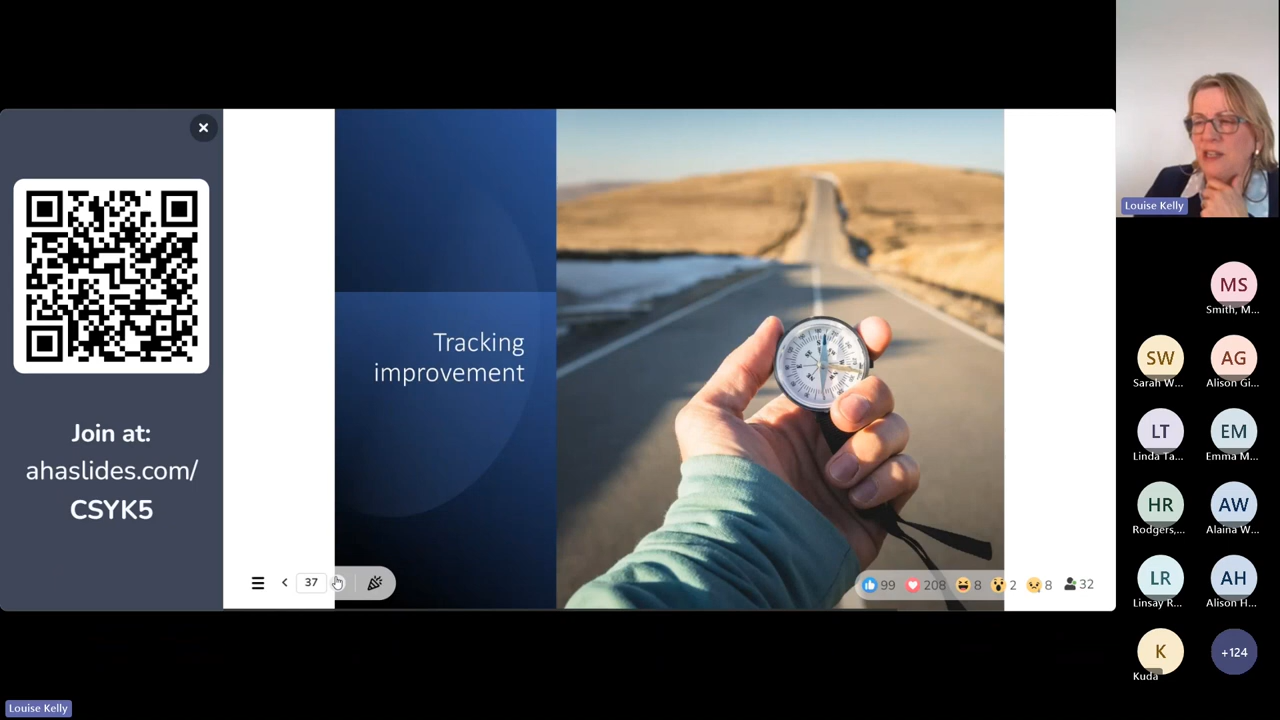 Join at:
ahaslides.com/
CSYK5
Tracking
improvement
37
99
208
8
2
8
32
Louise Kelly
MS
Smith, M...
SW
Sarah W...
AG
Alison Gi...
LT
Linda Ta...
EM
Emma M...
HR
Rodgers,...
AW
Alaina W...
LR
Linsay R...
AH
Alison H...
K
Kuda
+124
Louise Kelly